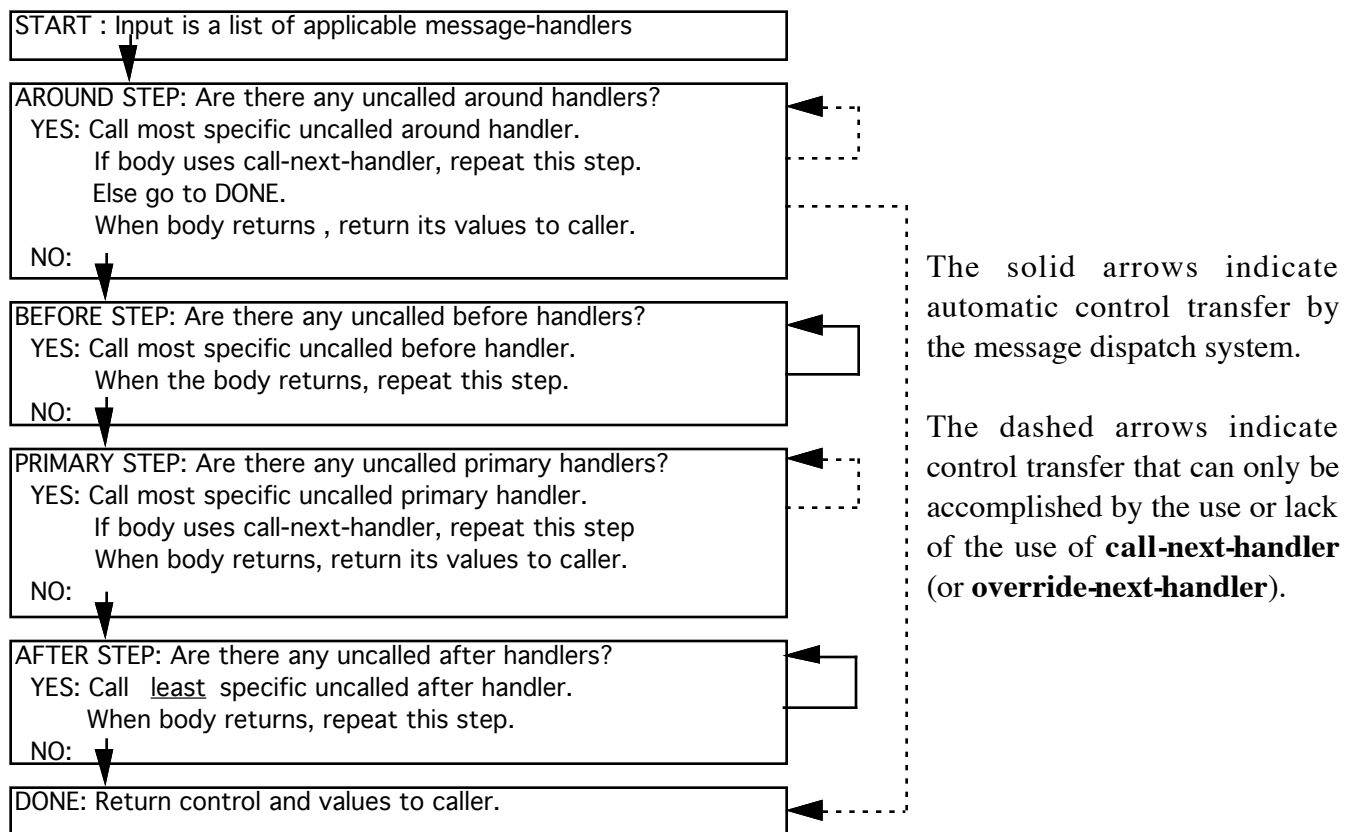 START : Input is a list of applicable message-handlers
AROUND STEP: Are there any uncalled around handlers?
YES: Call most specific uncalled around handler.
If body uses call-next-handler, repeat this step.
Else go to DONE.
When body returns , return its values to caller.
NO:
BEFORE STEP: Are there any uncalled before handlers?
YES: Call most specific uncalled before handler.
When the body returns, repeat this step.
NO:
PRIMARY STEP: Are there any uncalled primary handlers?
YES: Call most specific uncalled primary handler.
If body uses call-next-handler, repeat this step
When body returns, return its values to caller.
NO:
AFTER STEP: Are there any uncalled after handlers?
YES: Call least specific uncalled after handler.
When body returns, repeat this step.
NO:
DONE: Return control and values to caller.
The solid arrows indicate
automatic control transfer by
the message dispatch system.
The dashed arrows indicate
control transfer that can only be
accomplished by the use or lack
of the use of call-next-handler
(or override-next-handler).